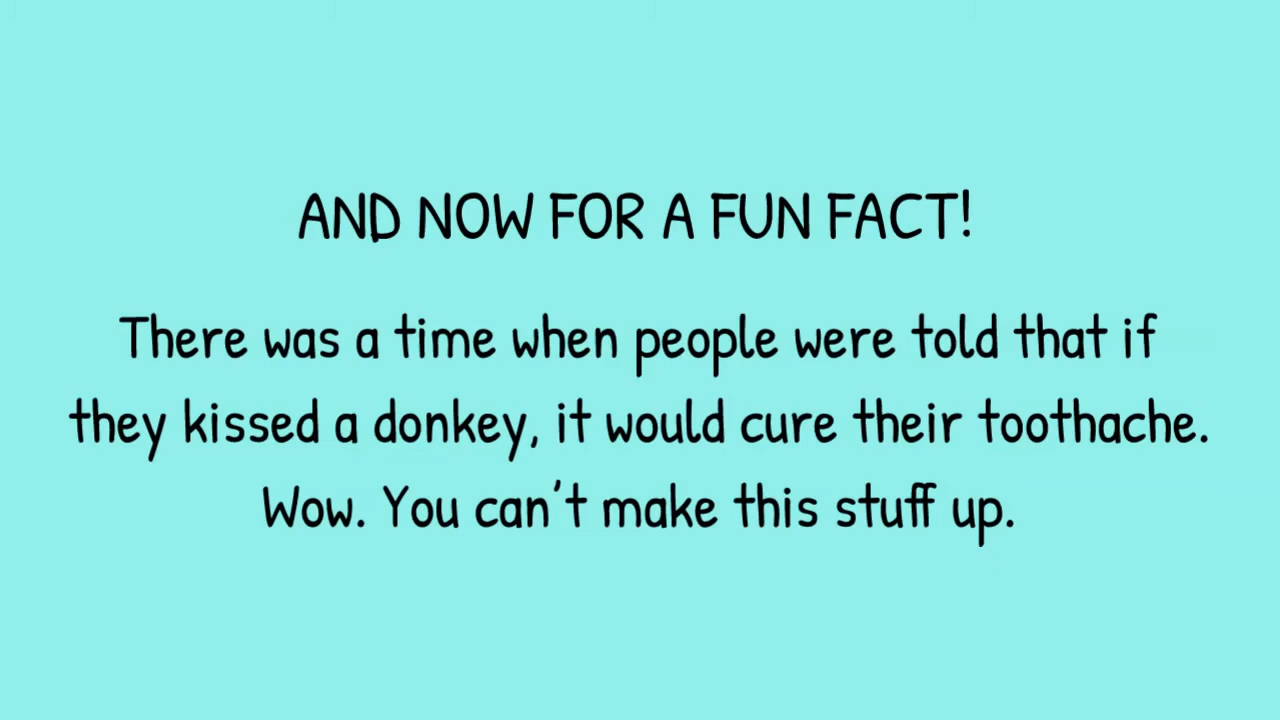 AND NOW FOR A FUN FACT!
There was a time when people were told that if
they kissed a donkey, it would cure their toothache.
Wow. You can't make this stuff up.